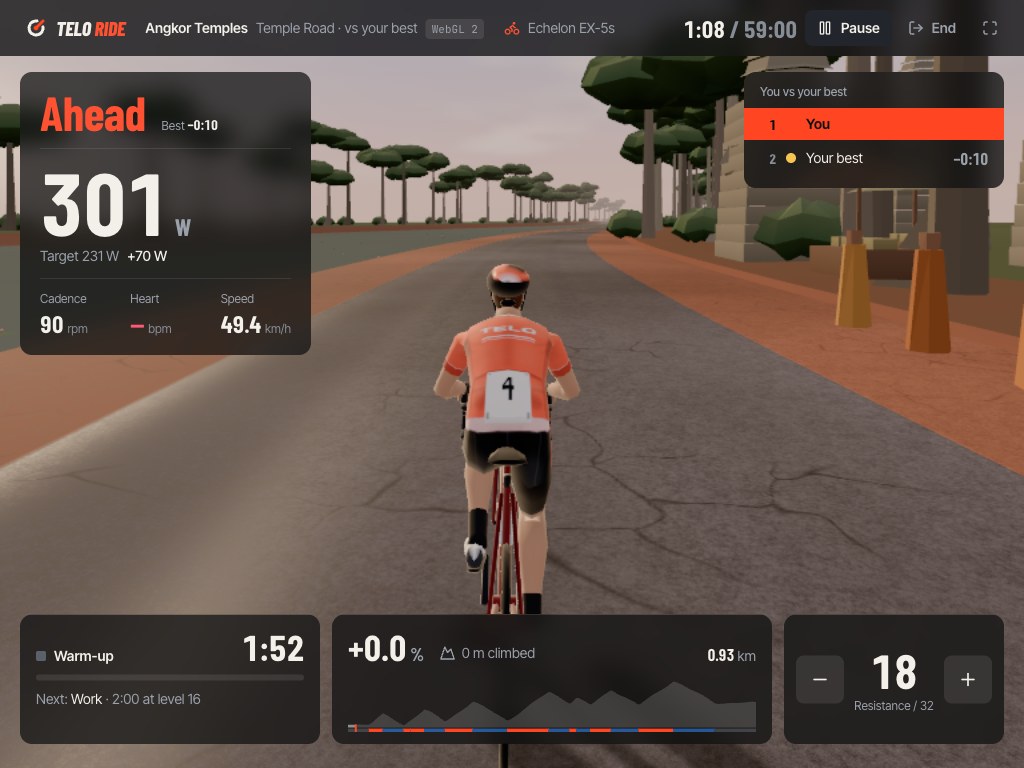 TELO RIDE Angkor Temples Temple Road · vs your best WebGL 2 Echelon EX-5s 1:08 / 59:00 Pause End
Ahead Best −0:10
301 W
Target 231 W +70 W
Cadence Heart Speed
90 rpm — bpm 49.4 km/h
You vs your best
1 You
2 Your best −0:10
TELO
4
Warm-up 1:52
Next: Work · 2:00 at level 16
+0.0 % 0 m climbed 0.93 km
− 18 +
Resistance / 32